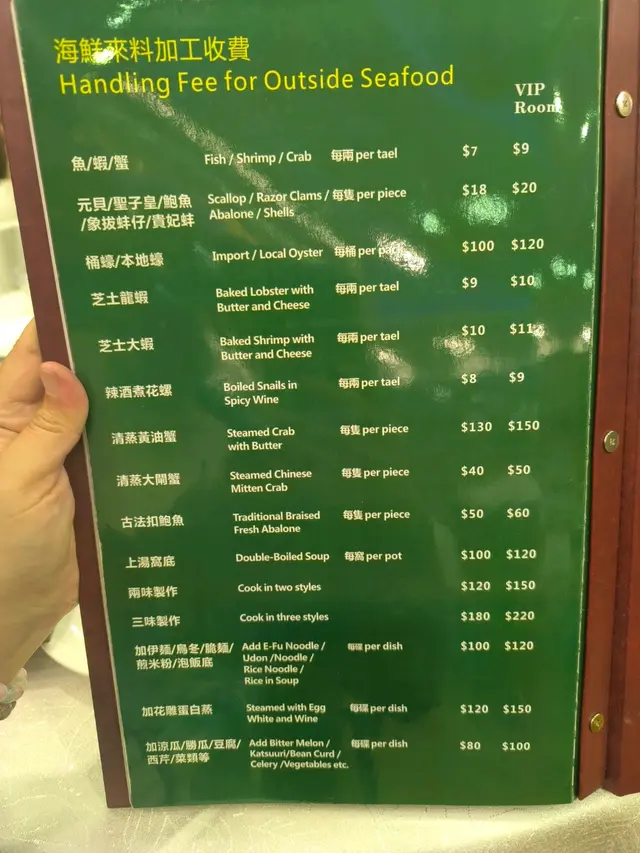 海鮮來料加工收費
Handling Fee for Outside Seafood
VIP
Room
魚/蝦/蟹 Fish / Shrimp / Crab 每兩 per tael $7 $9
元貝/聖子皇/鮑魚 Scallop / Razor Clams / 每隻 per piece $18 $20
/象拔蚌仔/貴妃蚌 Abalone / Shells
桶蠔/本地蠔 Import / Local Oyster 每桶 per $100 $120
芝士龍蝦 Baked Lobster with 每兩 per tael $9 $10
Butter and Cheese
芝士大蝦 Baked Shrimp with 每兩 per tael $10 $11
Butter and Cheese
辣酒煮花螺 Boiled Snails in 每兩 per tael $8 $9
Spicy Wine
清蒸黃油蟹 Steamed Crab 每隻 per piece $130 $150
with Butter
清蒸大閘蟹 Steamed Chinese 每隻 per piece $40 $50
Mitten Crab
古法扣鮑魚 Traditional Braised 每隻 per piece $50 $60
Fresh Abalone
上湯窩底 Double-Boiled Soup 每窩 per pot $100 $120
兩味製作 Cook in two styles $120 $150
三味製作 Cook in three styles $180 $220
加伊麵/烏冬/脆麵/ Add E-Fu Noodle / 每碟 per dish $100 $120
煎米粉/泡飯底 Udon /Noodle /
Rice Noodle /
Rice in Soup
加花雕蛋白蒸 Steamed with Egg 每碟 per dish $120 $150
White and Wine
加涼瓜/勝瓜/豆腐/ Add Bitter Melon / 每碟 per dish $80 $100
西芹/菜類等 Katsuuri/Bean Curd /
Celery /Vegetables etc.